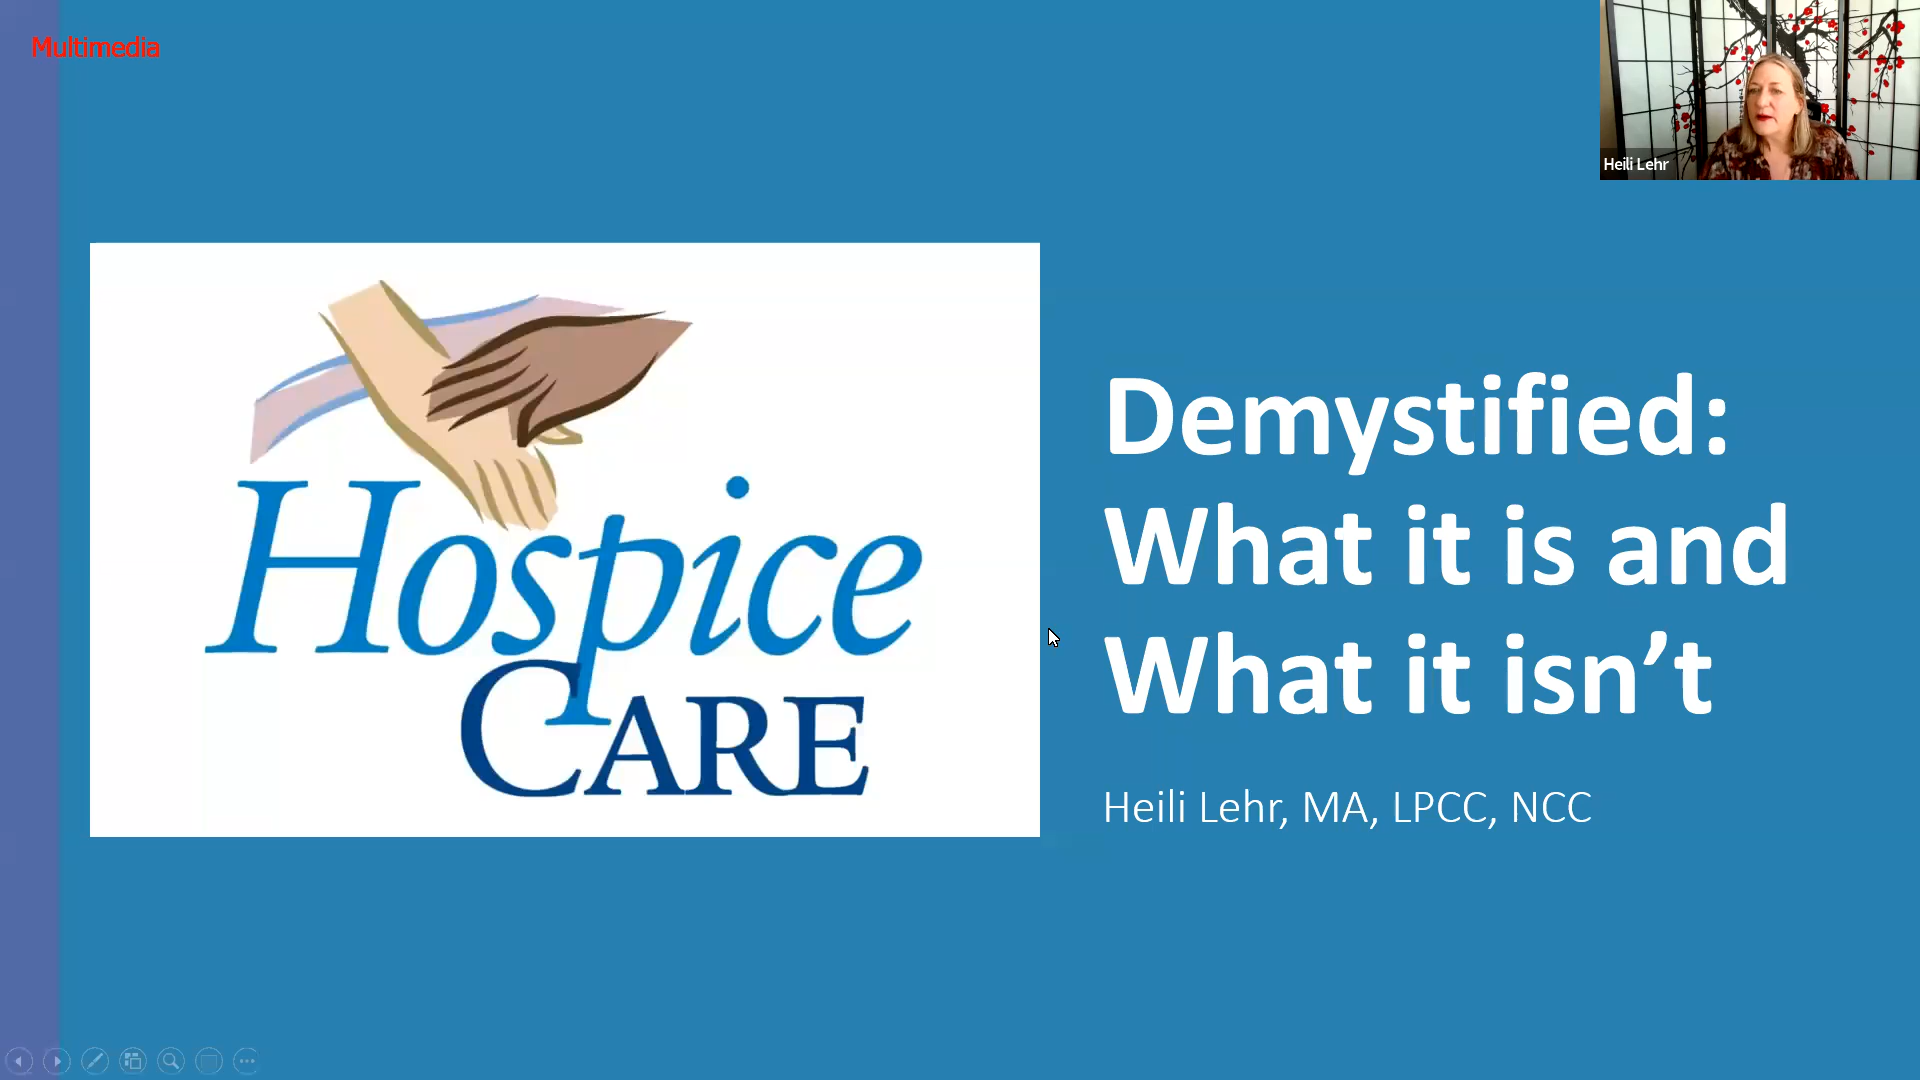 Multimedia
Heili Lehr
Hospice
CARE
Demystified:
What it is and
What it isn’t
Heili Lehr, MA, LPCC, NCC